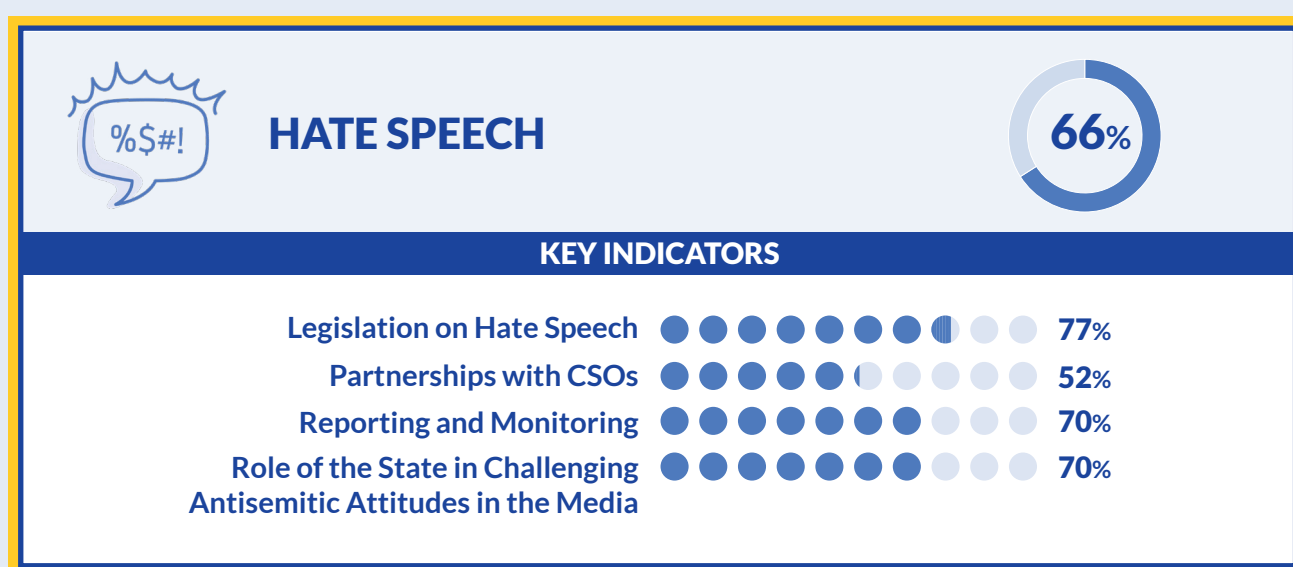 %$#!
HATE SPEECH
66%
KEY INDICATORS
Legislation on Hate Speech 77%
Partnerships with CSOs 52%
Reporting and Monitoring 70%
Role of the State in Challenging 70%
Antisemitic Attitudes in the Media